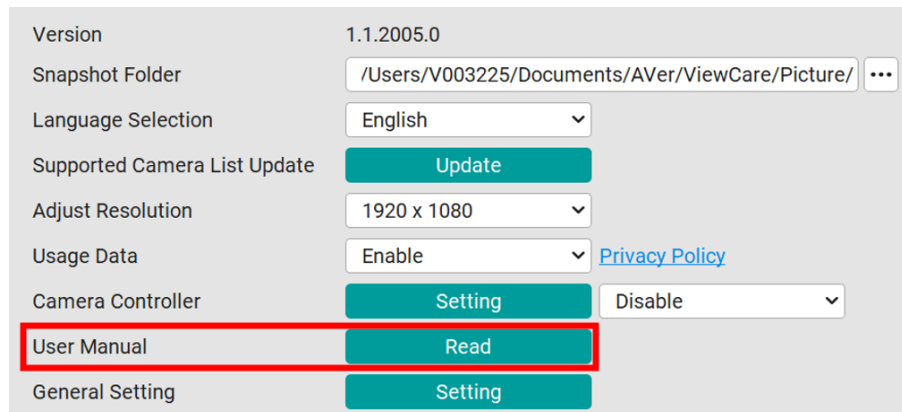 Version 1.1.2005.0
Snapshot Folder /Users/V003225/Documents/AVer/ViewCare/Picture/ •••
Language Selection English
Supported Camera List Update Update
Adjust Resolution 1920 x 1080
Usage Data Enable Privacy Policy
Camera Controller Setting Disable
User Manual Read
General Setting Setting